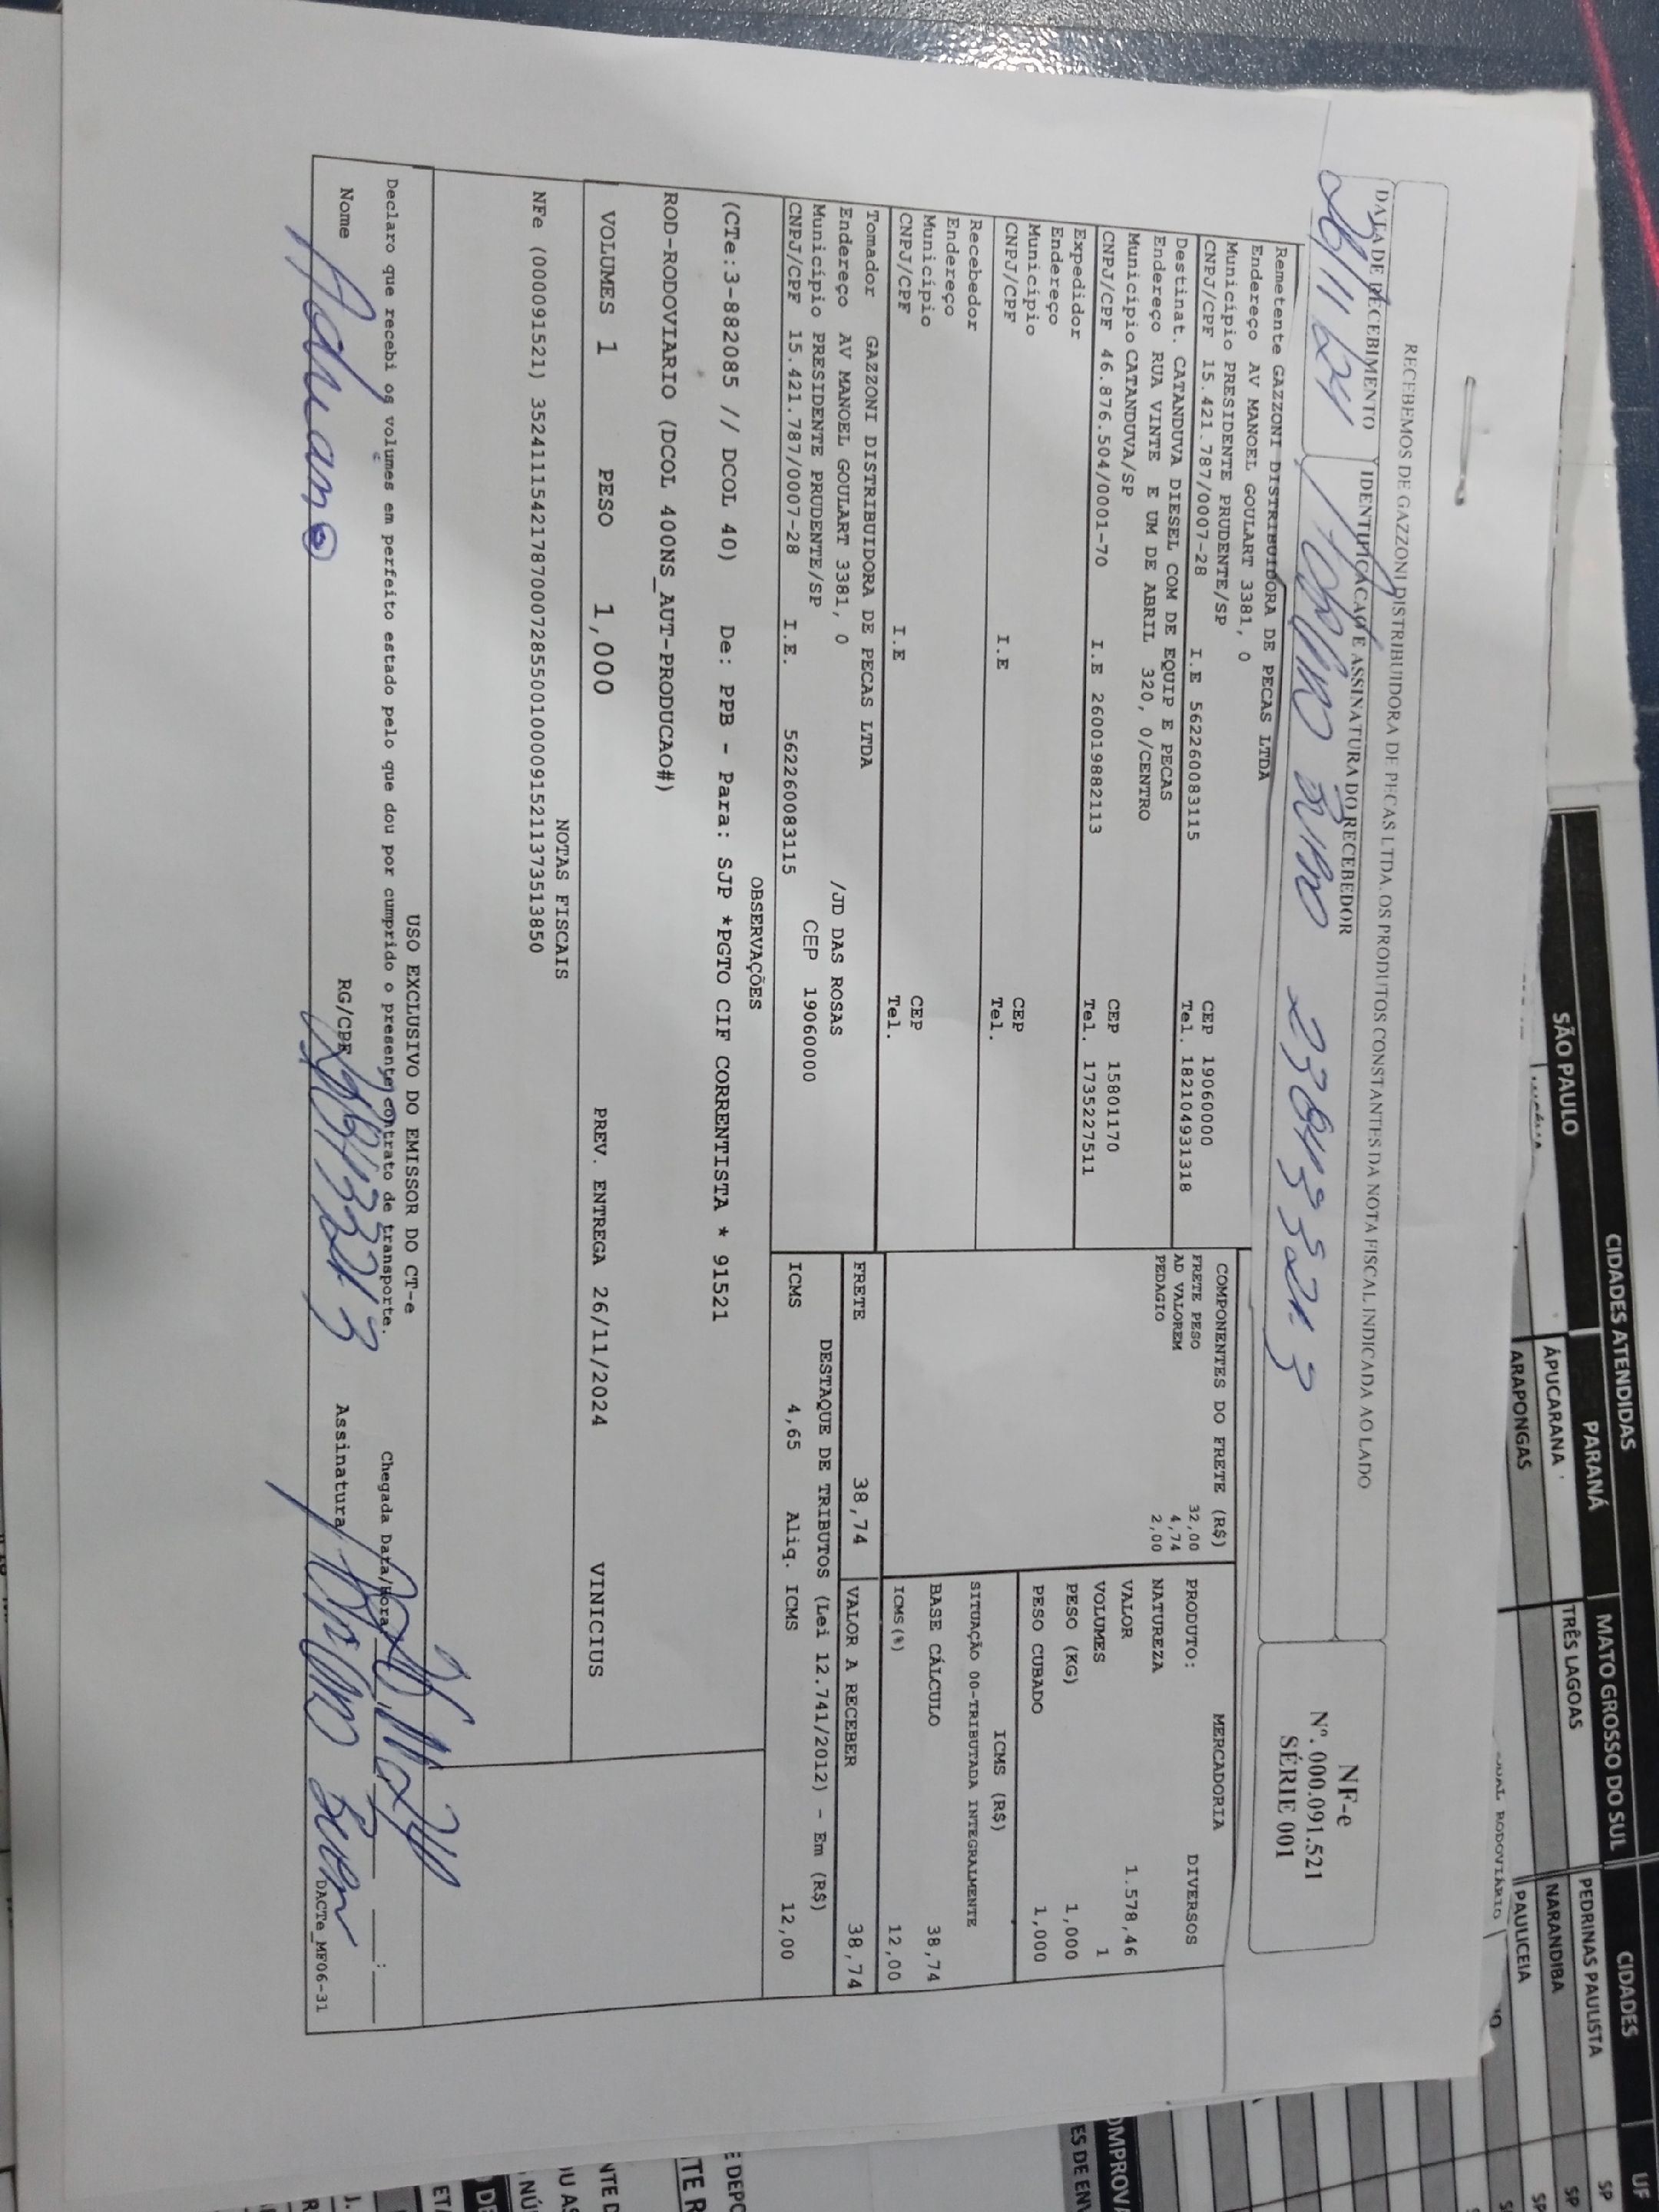 RECEBEMOS DE GAZZONI DISTRIBUIDORA DE PECAS LTDA. OS PRODUTOS CONSTANTES DA NOTA FISCAL INDICADA AO LADO
DATA DE RECEBIMENTO
IDENTIFICAÇÃO E ASSINATURA DO RECEBEDOR
NF-e
Nº. 000.091.521
SÉRIE 001
Remetente GAZZONI DISTRIBUIDORA DE PECAS LTDA
Endereço AV MANOEL GOULART 3381, 0
Município PRESIDENTE PRUDENTE/SP CEP 19060000
CNPJ/CPF 15.421.787/0007-28 I.E 562260083115 Tel. 182104931318
Destinat. CATANDUVA DIESEL COM DE EQUIP E PECAS
Endereço RUA VINTE E UM DE ABRIL 320, 0/CENTRO
Município CATANDUVA/SP CEP 15801170
CNPJ/CPF 46.876.504/0001-70 I.E 260019882113 Tel. 1735227511
Expedidor
Endereço
Município CEP
CNPJ/CPF I.E Tel.
Recebedor
Endereço
Município CEP
CNPJ/CPF I.E Tel.
Tomador GAZZONI DISTRIBUIDORA DE PECAS LTDA
Endereço AV MANOEL GOULART 3381, 0 /JD DAS ROSAS
Município PRESIDENTE PRUDENTE/SP CEP 19060000
CNPJ/CPF 15.421.787/0007-28 I.E. 562260083115
COMPONENTES DO FRETE (R$)
FRETE PESO 32,00
AD VALOREM 4,74
PEDAGIO 2,00
MERCADORIA
PRODUTO: DIVERSOS
NATUREZA
VALOR 1.578,46
VOLUMES 1
PESO (KG) 1,000
PESO CUBADO 1,000
ICMS (R$)
SITUAÇÃO 00-TRIBUTADA INTEGRALMENTE
BASE CÁLCULO 38,74
ICMS (%) 12,00
FRETE 38,74 VALOR A RECEBER 38,74
DESTAQUE DE TRIBUTOS (Lei 12.741/2012) - Em (R$)
ICMS 4,65 Aliq. ICMS 12,00
OBSERVAÇÕES
(CTe:3-882085 // DCOL 40) De: PPB - Para: SJP *PGTO CIF CORRENTISTA * 91521
ROD-RODOVIARIO (DCOL 400NS_AUT-PRODUCAO#)
VOLUMES 1 PESO 1,000 PREV. ENTREGA 26/11/2024 VINICIUS
NOTAS FISCAIS
NFe (000091521) 35241115421787000728550010000915211373513850
USO EXCLUSIVO DO EMISSOR DO CT-e
Declaro que recebi os volumes em perfeito estado pelo que dou por cumprido o presente contrato de transporte.
Chegada Data/Hora
Nome
RG/CPF
Assinatura
DACTe_MF06-31
CIDADES ATENDIDAS
SÃO PAULO
PARANÁ
MATO GROSSO DO SUL
CIDADES
UF
APUCARANA
TRÊS LAGOAS
PEDRINAS PAULISTA
SP
ARAPONGAS
NARANDIBA
SP
PAULICEIA
SP